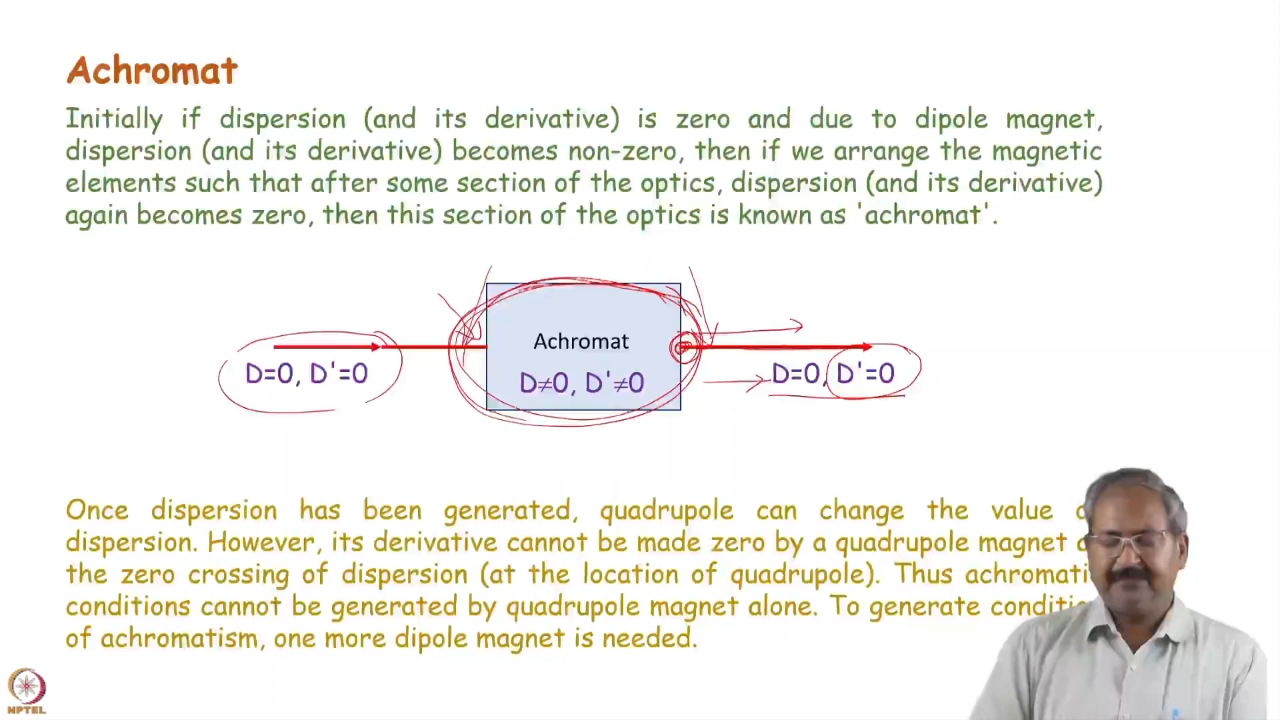 Achromat
Initially if dispersion (and its derivative) is zero and due to dipole magnet,
dispersion (and its derivative) becomes non-zero, then if we arrange the magnetic
elements such that after some section of the optics, dispersion (and its derivative)
again becomes zero, then this section of the optics is known as 'achromat'.
Achromat
D=0, D'=0
D≠0, D'≠0
D=0, D'=0
Once dispersion has been generated, quadrupole can change the value
dispersion. However, its derivative cannot be made zero by a quadrupole magnet
the zero crossing of dispersion (at the location of quadrupole). Thus
conditions cannot be generated by quadrupole magnet alone. To generate
of achromatism, one more dipole magnet is needed.
NPTEL